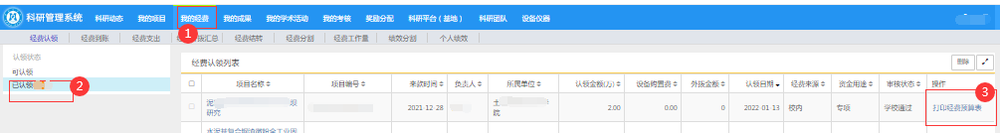 科研管理系统 科研动态 我的项目 我的经费 我的成果 我的学术活动 我的考核 奖励分配 科研平台（基地） 科研团队 设备仪器
1
经费认领 经费到账 经费支出 汇总 经费结转 经费分割 经费工作量 绩效分割 个人绩效
认领状态
可认领
已认领
2
经费认领列表 删除
项目名称 项目编号 来款时间 负责人 所属单位 认领金额(万) 设备购置费 外拨金额 认领日期 经费来源 资金用途 审核状态 操作
3
研究 2021-12-28 土 院 2.00 0.00 0 2022-01-13 校内 专项 学校通过 打印经费预算表